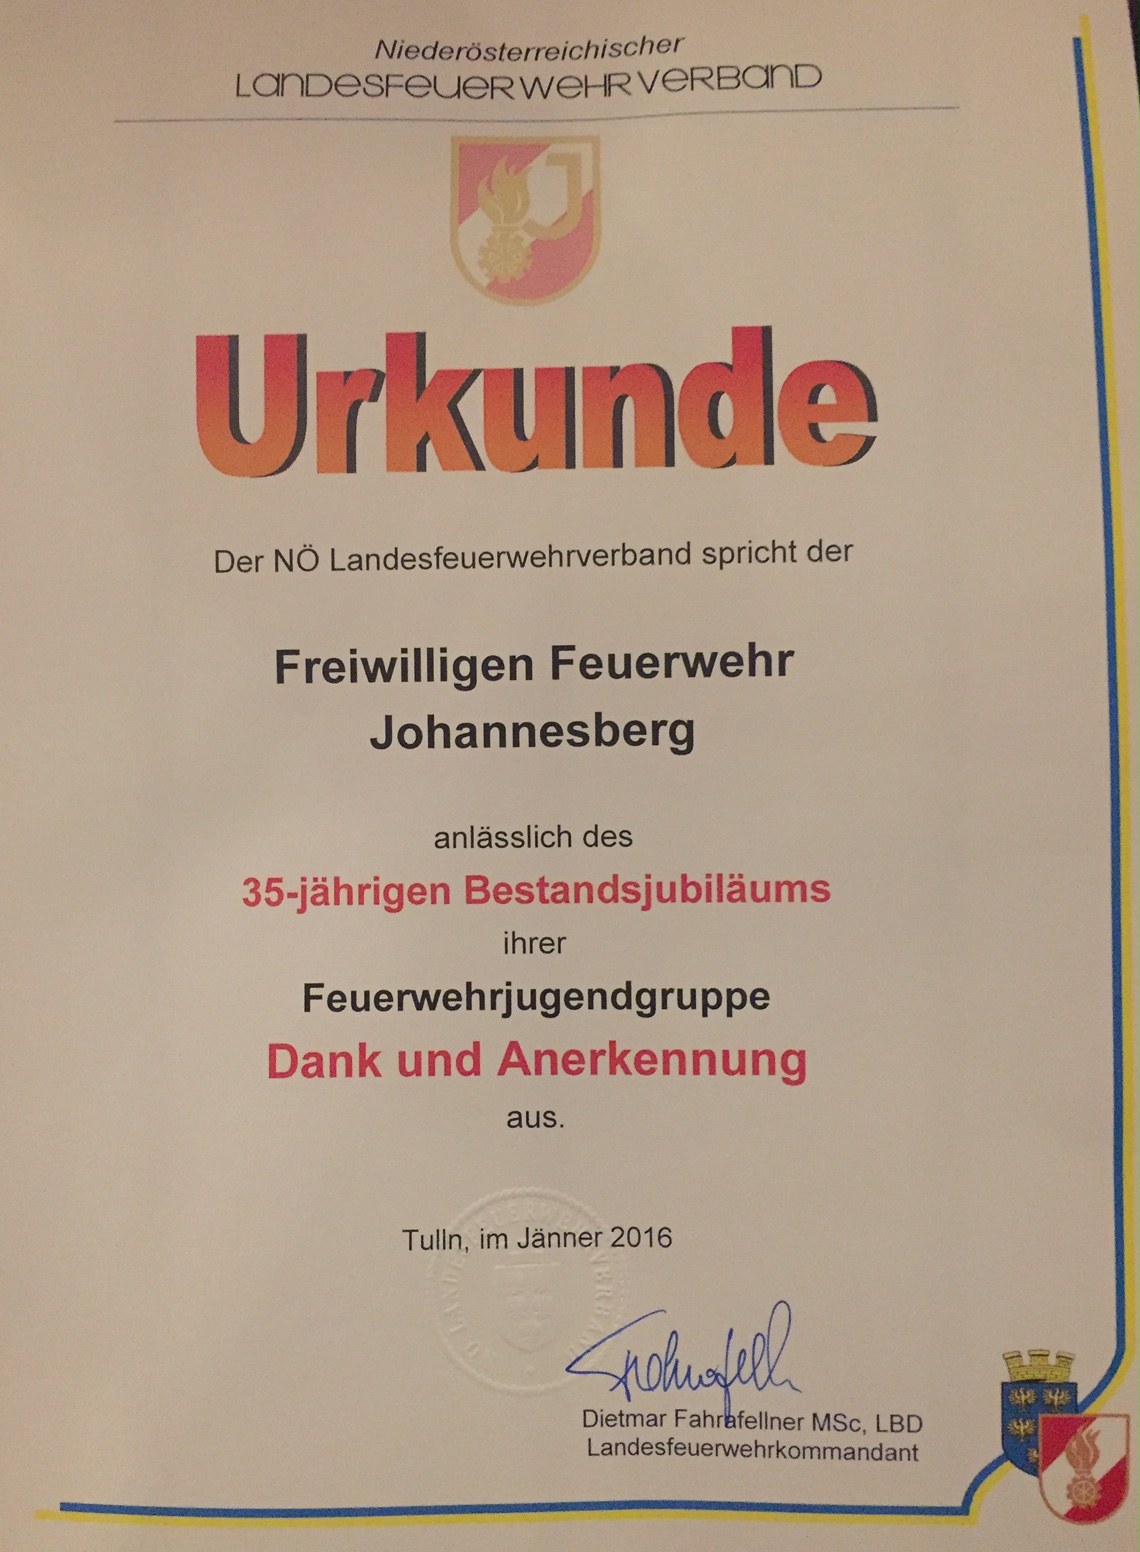 Niederösterreichischer
LANDESFEUERWEHRVERBAND
J
Urkunde
Der NÖ Landesfeuerwehrverband spricht der
Freiwilligen Feuerwehr
Johannesberg
anlässlich des
35-jährigen Bestandsjubiläums
ihrer
Feuerwehrjugendgruppe
Dank und Anerkennung
aus.
Tulln, im Jänner 2016
Dietmar Fahrafellner MSc, LBD
Landesfeuerwehrkommandant